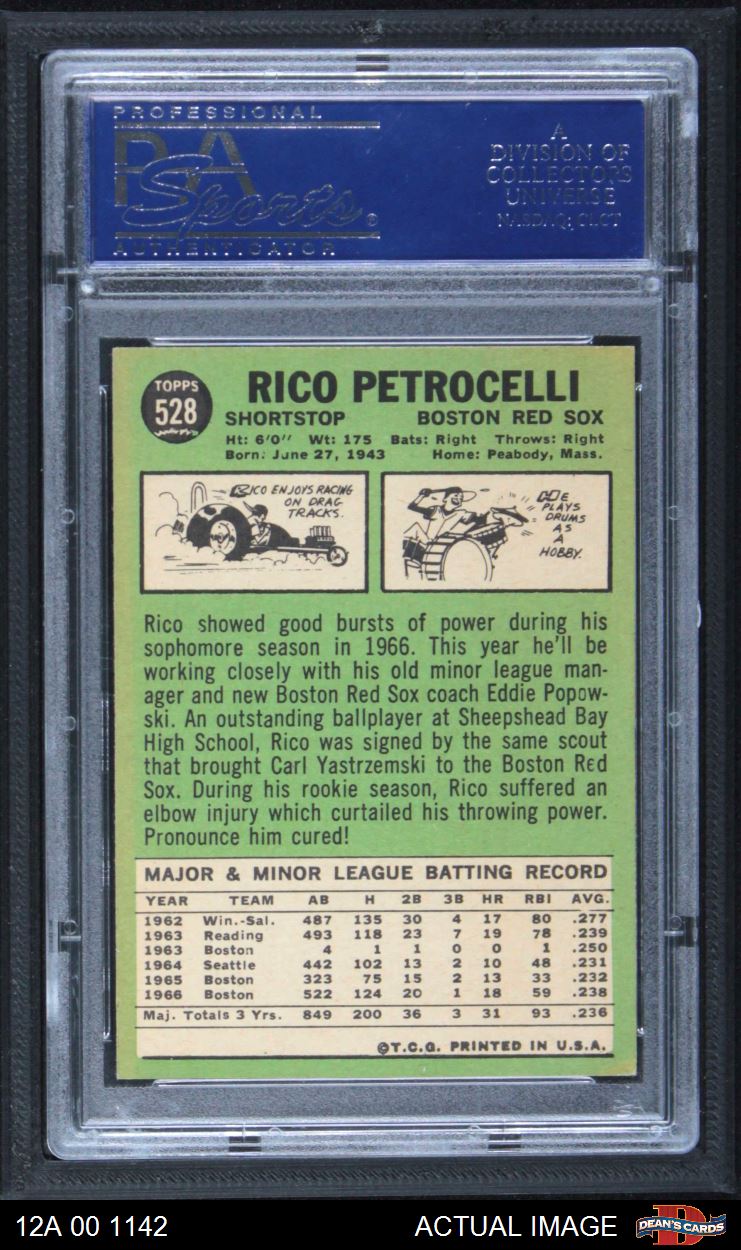 PROFESSIONAL
PSA
Sports®
AUTHENTICATOR
A
DIVISION OF
COLLECTORS
UNIVERSE
NASDAQ: CLCT
TOPPS
528
RICO PETROCELLI
SHORTSTOP BOSTON RED SOX
Ht: 6'0" Wt: 175 Bats: Right Throws: Right
Born: June 27, 1943 Home: Peabody, Mass.
RICO ENJOYS RACING
ON DRAG
TRACKS.
HE
PLAYS
DRUMS
AS
A
HOBBY.
Rico showed good bursts of power during his
sophomore season in 1966. This year he'll be
working closely with his old minor league man-
ager and new Boston Red Sox coach Eddie Popow-
ski. An outstanding ballplayer at Sheepshead Bay
High School, Rico was signed by the same scout
that brought Carl Yastrzemski to the Boston Red
Sox. During his rookie season, Rico suffered an
elbow injury which curtailed his throwing power.
Pronounce him cured!
MAJOR & MINOR LEAGUE BATTING RECORD
YEAR TEAM AB H 2B 3B HR RBI AVG.
1962 Win.-Sal. 487 135 30 4 17 80 .277
1963 Reading 493 118 23 7 19 78 .239
1963 Boston 4 1 1 0 0 1 .250
1964 Seattle 442 102 13 2 10 48 .231
1965 Boston 323 75 15 2 13 33 .232
1966 Boston 522 124 20 1 18 59 .238
Maj. Totals 3 Yrs. 849 200 36 3 31 93 .236
©T.C.G. PRINTED IN U.S.A.
12A 00 1142 ACTUAL IMAGE
DEAN'S CARDS